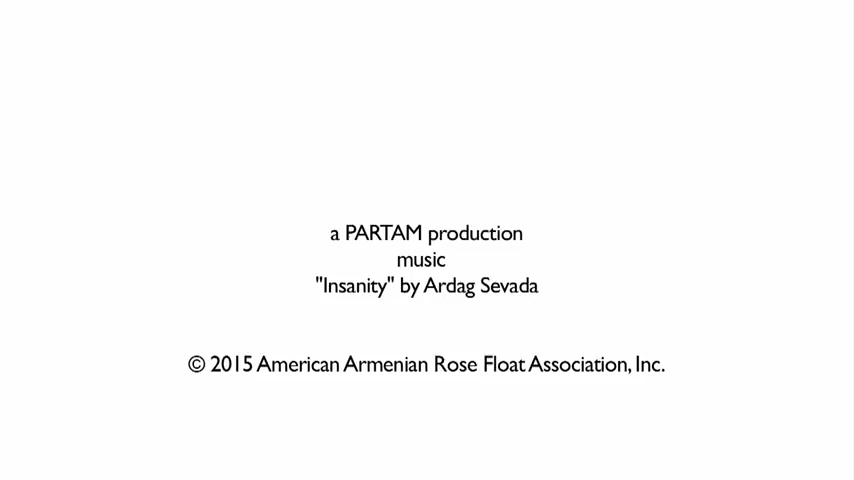 a PARTAM production
music
"Insanity" by Ardag Sevada
© 2015 American Armenian Rose Float Association, Inc.